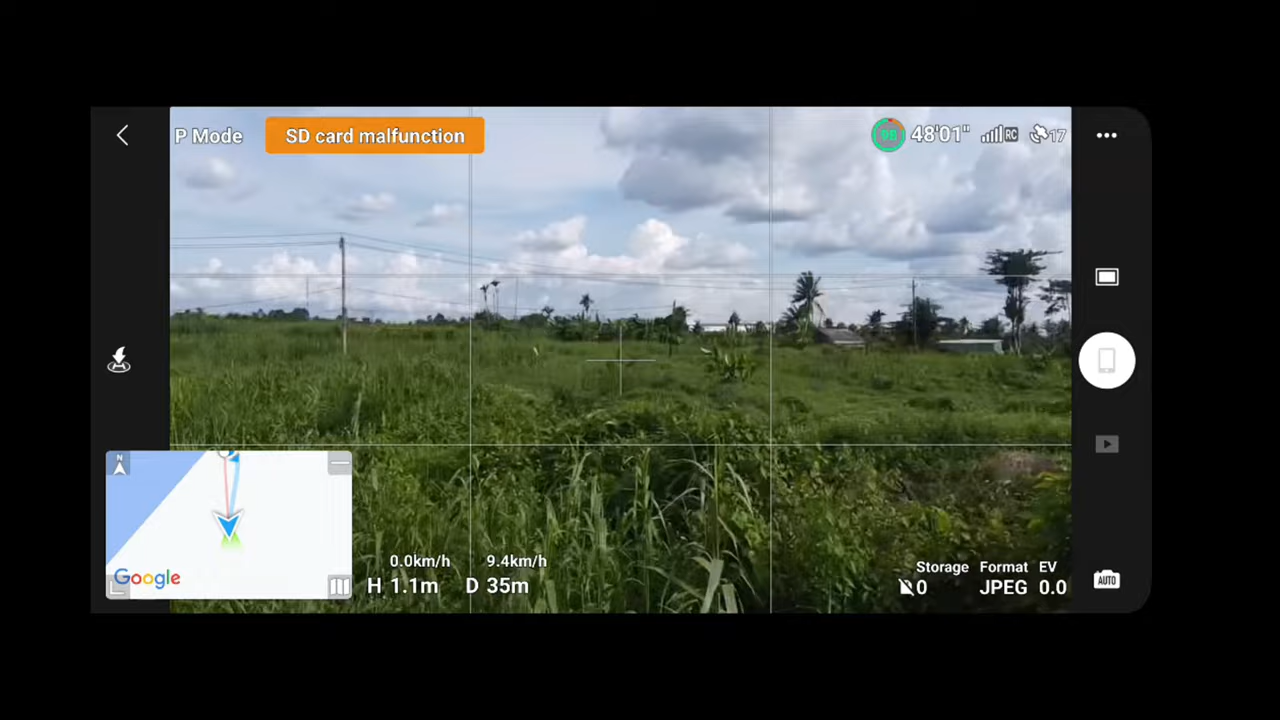 P Mode
SD card malfunction
99
48'01"
RC
17
N
Google
0.0km/h
9.4km/h
H 1.1m
D 35m
Storage
Format
EV
0
JPEG
0.0
AUTO